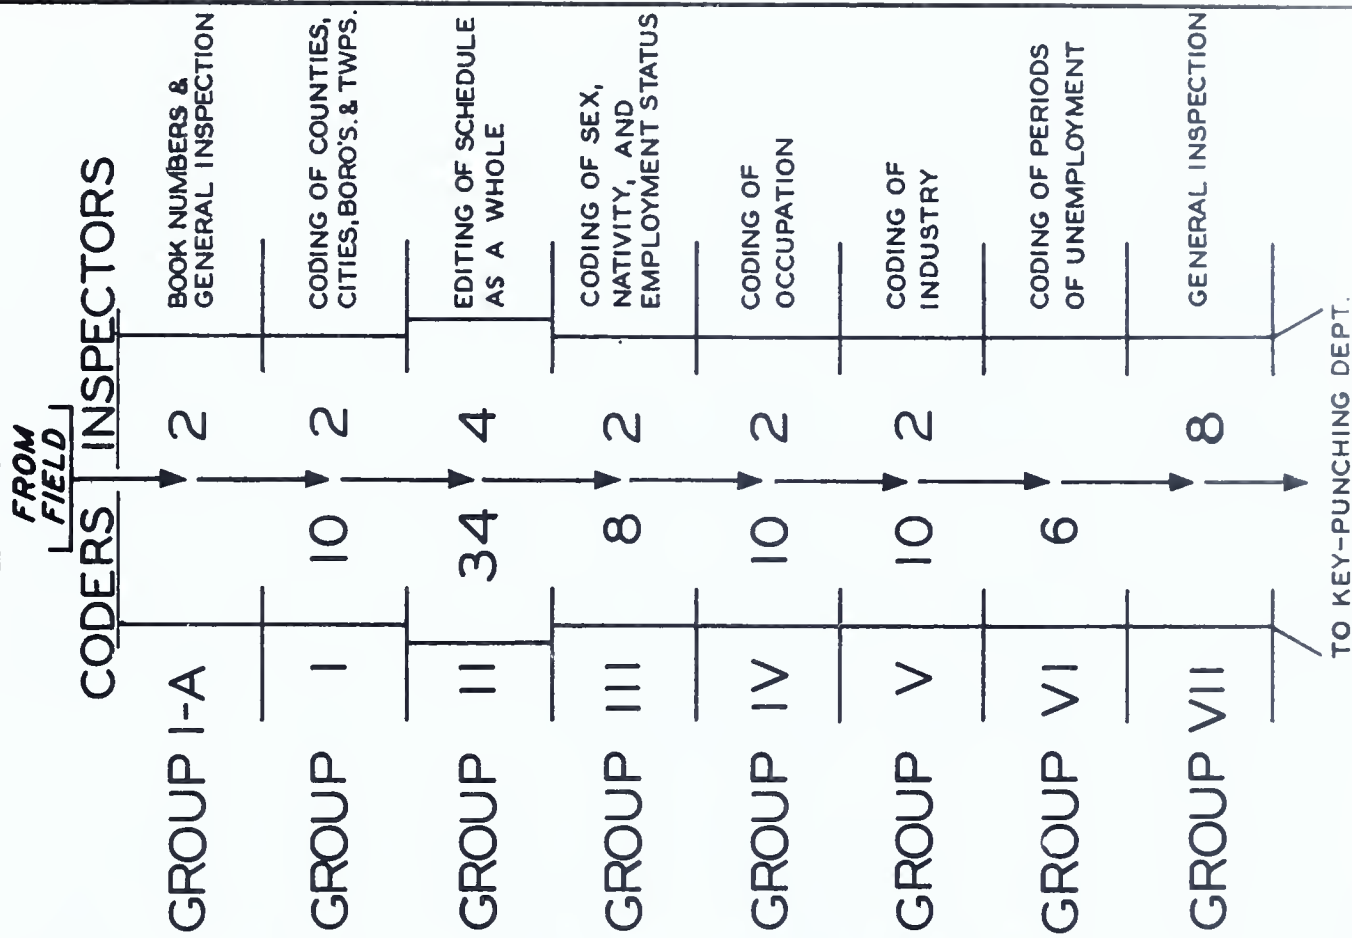 FROM
FIELD
CODERS INSPECTORS
GROUP I-A 2 BOOK NUMBERS &
GENERAL INSPECTION
GROUP I 10 2 CODING OF COUNTIES,
CITIES, BORO'S. & TWPS.
GROUP II 34 4 EDITING OF SCHEDULE
AS A WHOLE
GROUP III 8 2 CODING OF SEX,
NATIVITY, AND
EMPLOYMENT STATUS
GROUP IV 10 2 CODING OF
OCCUPATION
GROUP V 10 2 CODING OF
INDUSTRY
GROUP VI 6 CODING OF PERIODS
OF UNEMPLOYMENT
GROUP VII 8 GENERAL INSPECTION
TO KEY-PUNCHING DEPT.